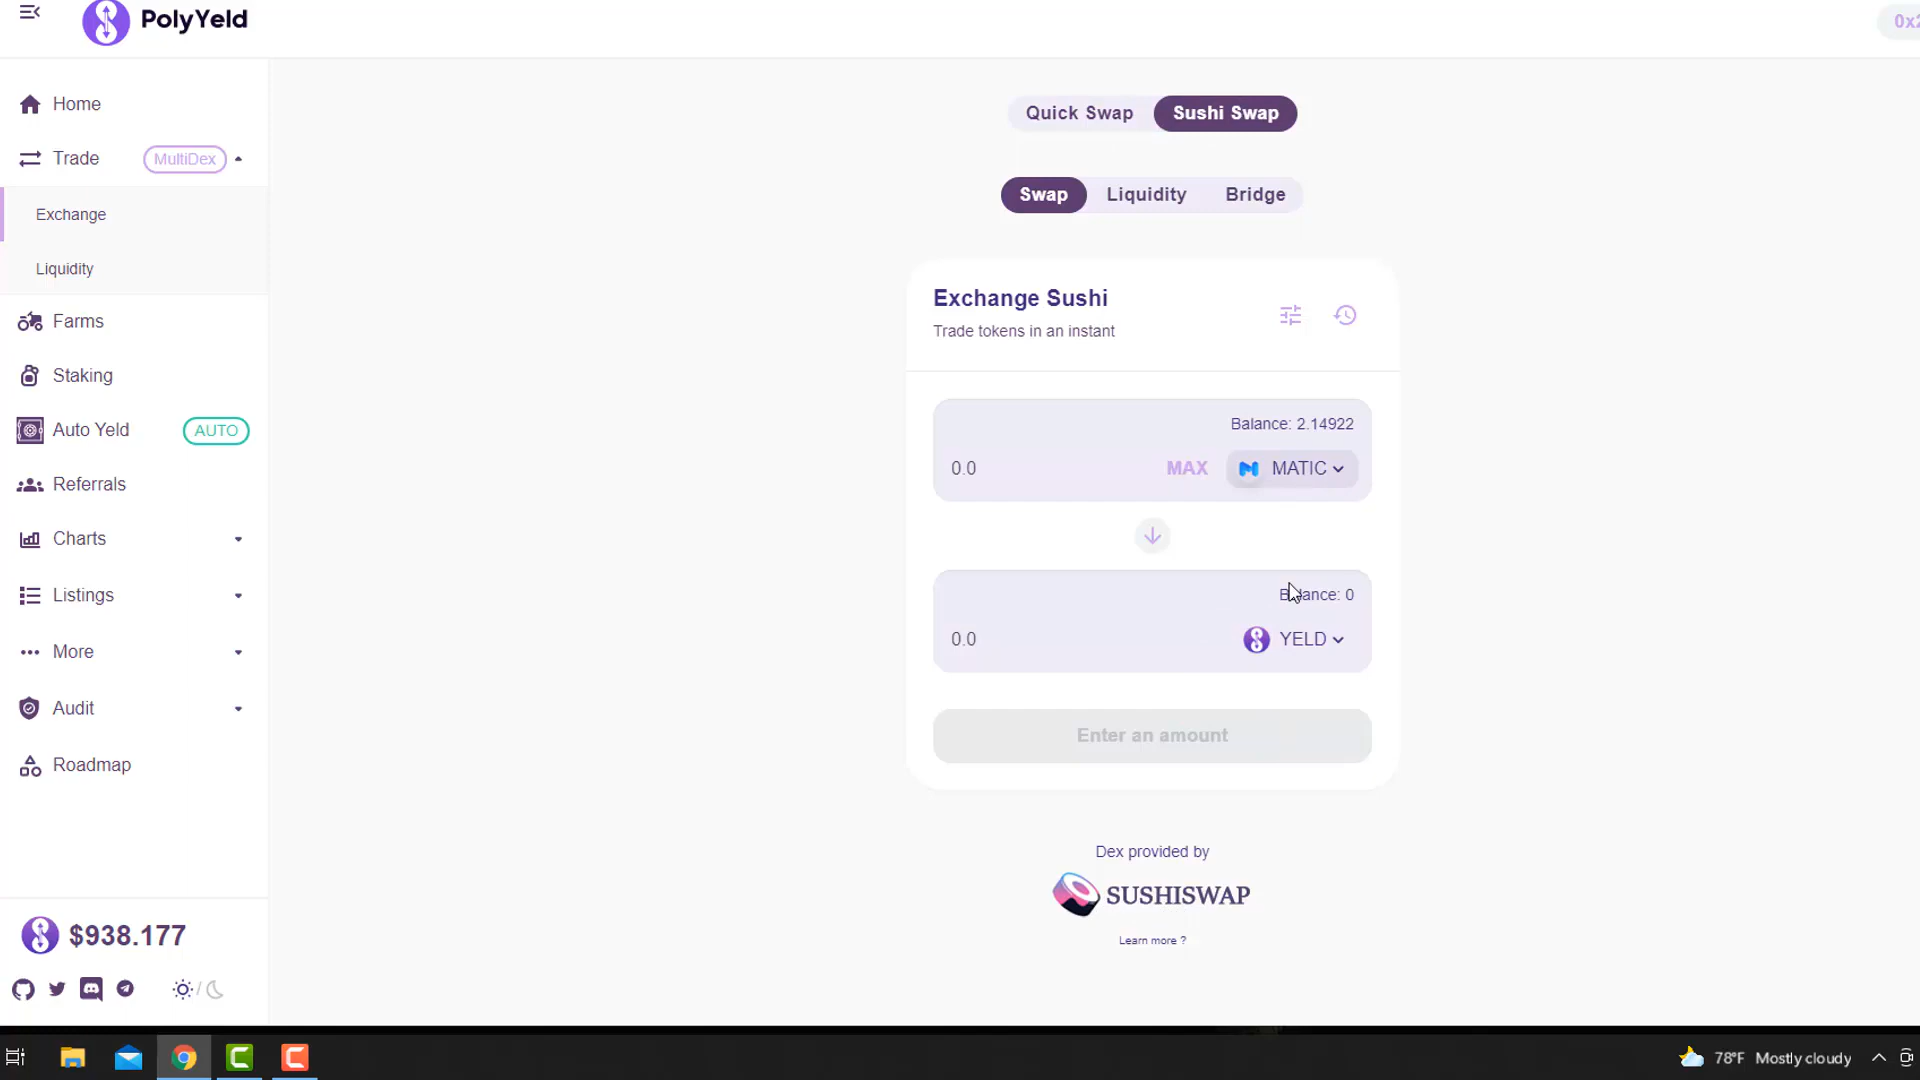 PolyYeld
0x2
Home
Trade
MultiDex
Exchange
Liquidity
Farms
Staking
Auto Yeld
AUTO
Referrals
Charts
Listings
More
Audit
Roadmap
$938.177
/
Quick Swap
Sushi Swap
Swap
Liquidity
Bridge
Exchange Sushi
Trade tokens in an instant
Balance: 2.14922
0.0
MAX
MATIC
Balance: 0
0.0
YELD
Enter an amount
Dex provided by
SUSHISWAP
Learn more ?
78°F Mostly cloudy